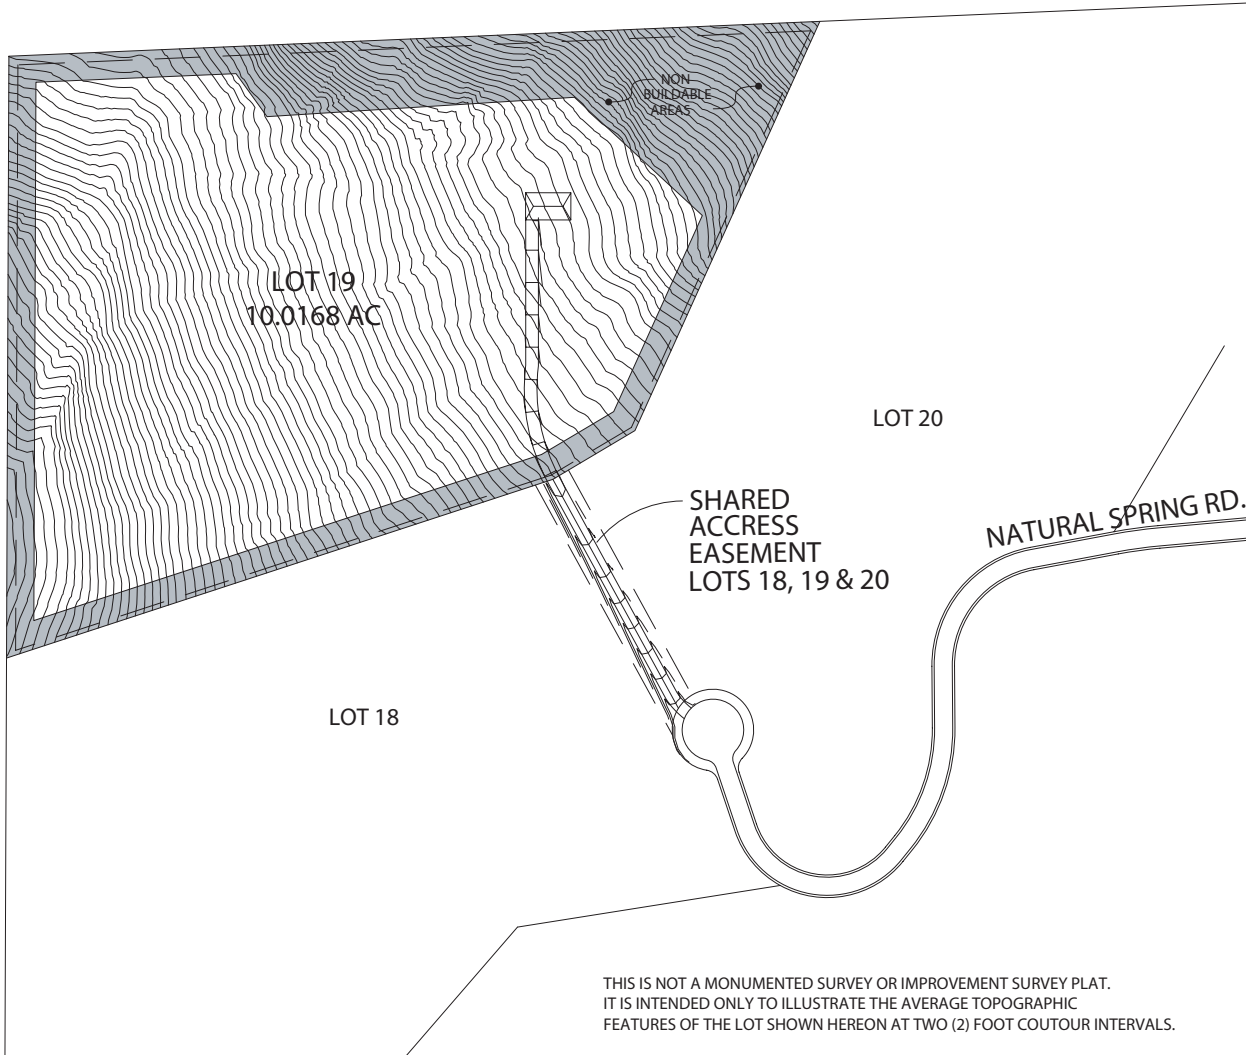 NON
BUILDABLE
AREAS
LOT 19
10.0168 AC
LOT 20
SHARED
ACCRESS
EASEMENT
LOTS 18, 19 & 20
NATURAL SPRING RD.
LOT 18
THIS IS NOT A MONUMENTED SURVEY OR IMPROVEMENT SURVEY PLAT.
IT IS INTENDED ONLY TO ILLUSTRATE THE AVERAGE TOPOGRAPHIC
FEATURES OF THE LOT SHOWN HEREON AT TWO (2) FOOT COUTOUR INTERVALS.